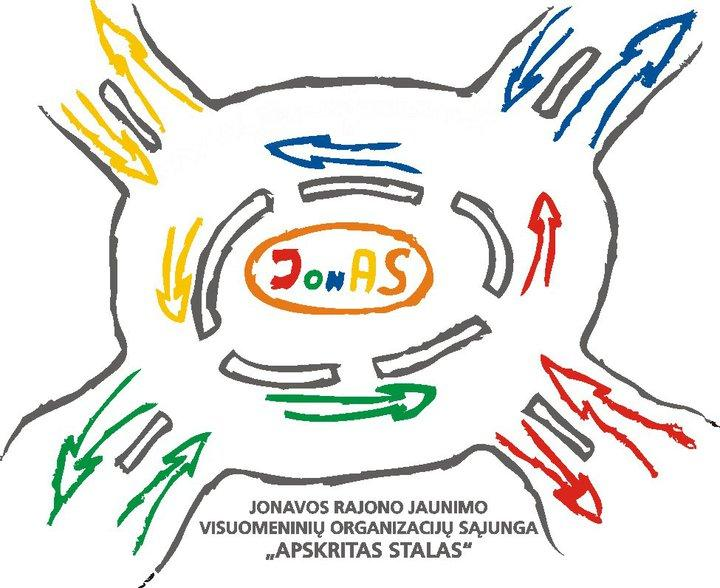 JonAS
JONAVOS RAJONO JAUNIMO
VISUOMENINIŲ ORGANIZACIJŲ SĄJUNGA
„APSKRITAS STALAS“